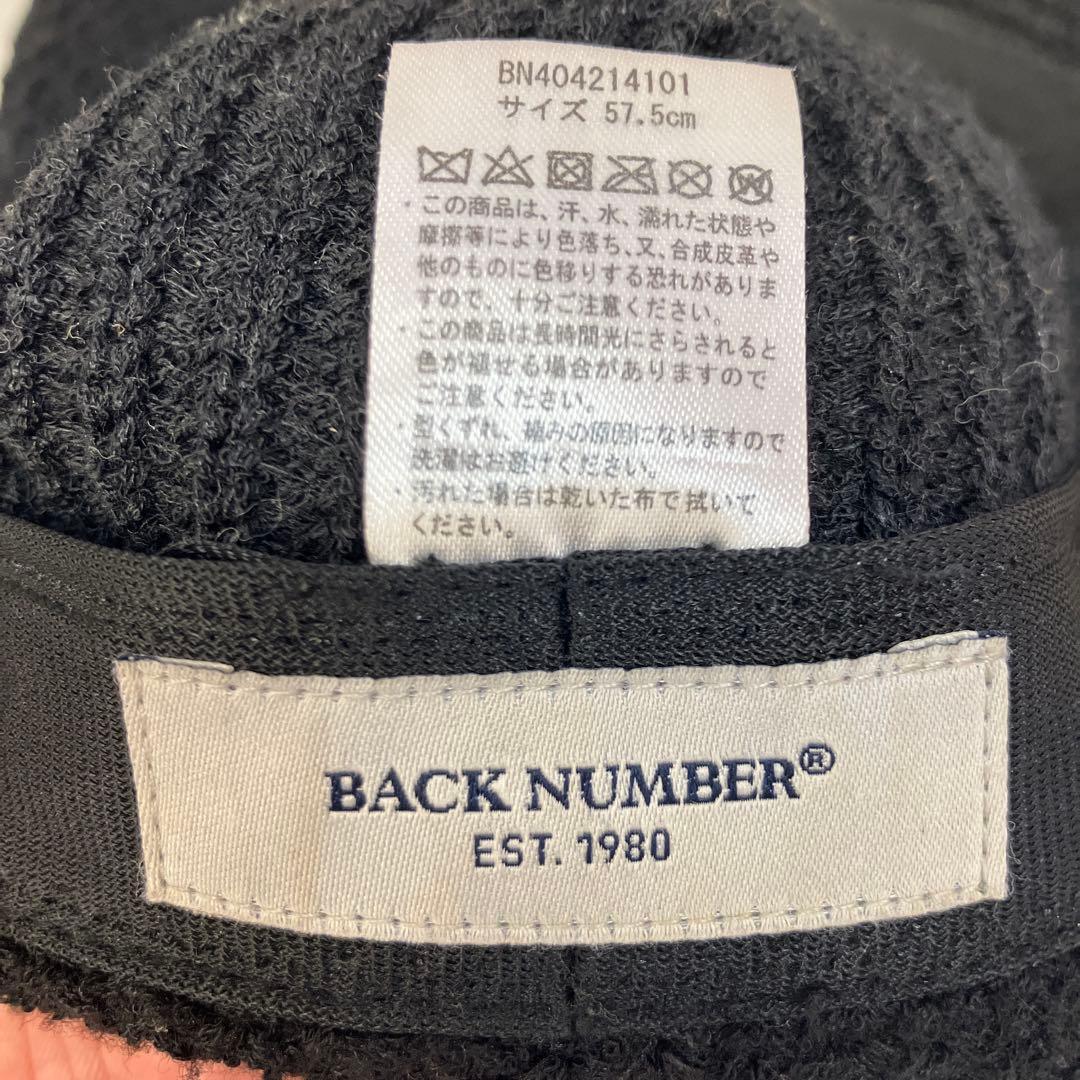 BN404214101
サイズ 57.5cm
・この商品は、汗、水、濡れた状態や
摩擦等により色落ち、又、合成皮革や
他のものに色移りする恐れがありま
すので、十分ご注意ください。
・この商品は長時間光にさらされると
色が褪せる場合がありますので
ご注意ください。
・型くずれ、縮みの原因になりますので
洗濯はお避けください。
・汚れた場合は乾いた布で拭いて
ください。
BACK NUMBER®
EST. 1980